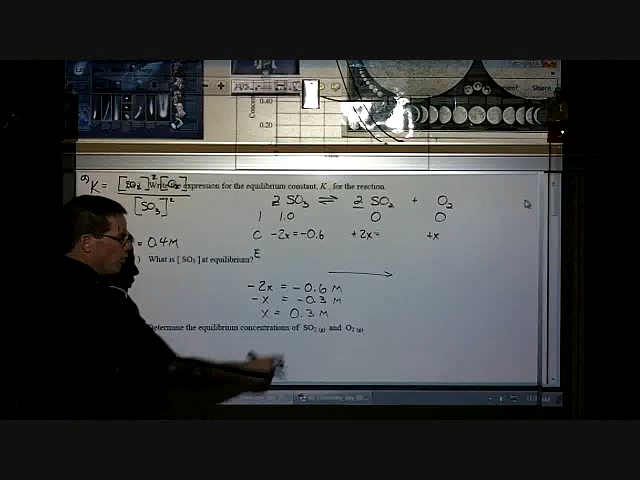 0.40
0.20
a) K = [SO2]² [O2] / [SO3]²
expression for the equilibrium constant, K, for the reaction.
2 SO3 ⇌ 2 SO2 + O2
I 1.0 0 0
C -2x = -0.6 +2x= +x
= 0.4 M
What is [ SO3 ] at equilibrium?
E
-2x = -0.6 M
-x = -0.3 M
x = 0.3 M
Determine the equilibrium concentrations of SO2 (g) and O2 (g).